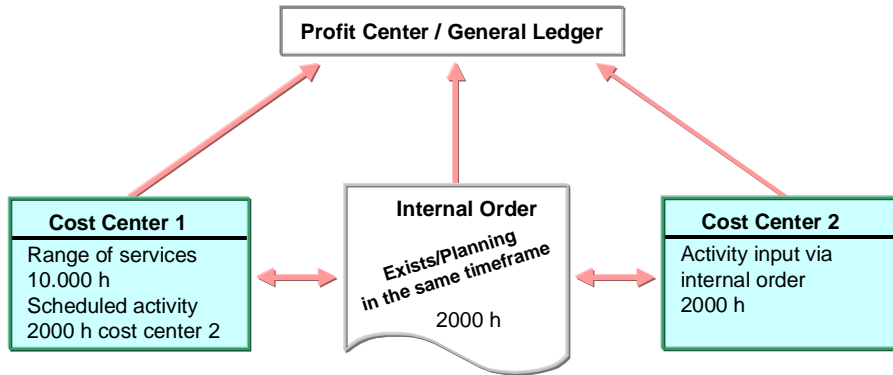 Profit Center / General Ledger
Cost Center 1
Range of services
10.000 h
Scheduled activity
2000 h cost center 2
Internal Order
Exists/Planning
in the same timeframe
2000 h
Cost Center 2
Activity input via
internal order
2000 h